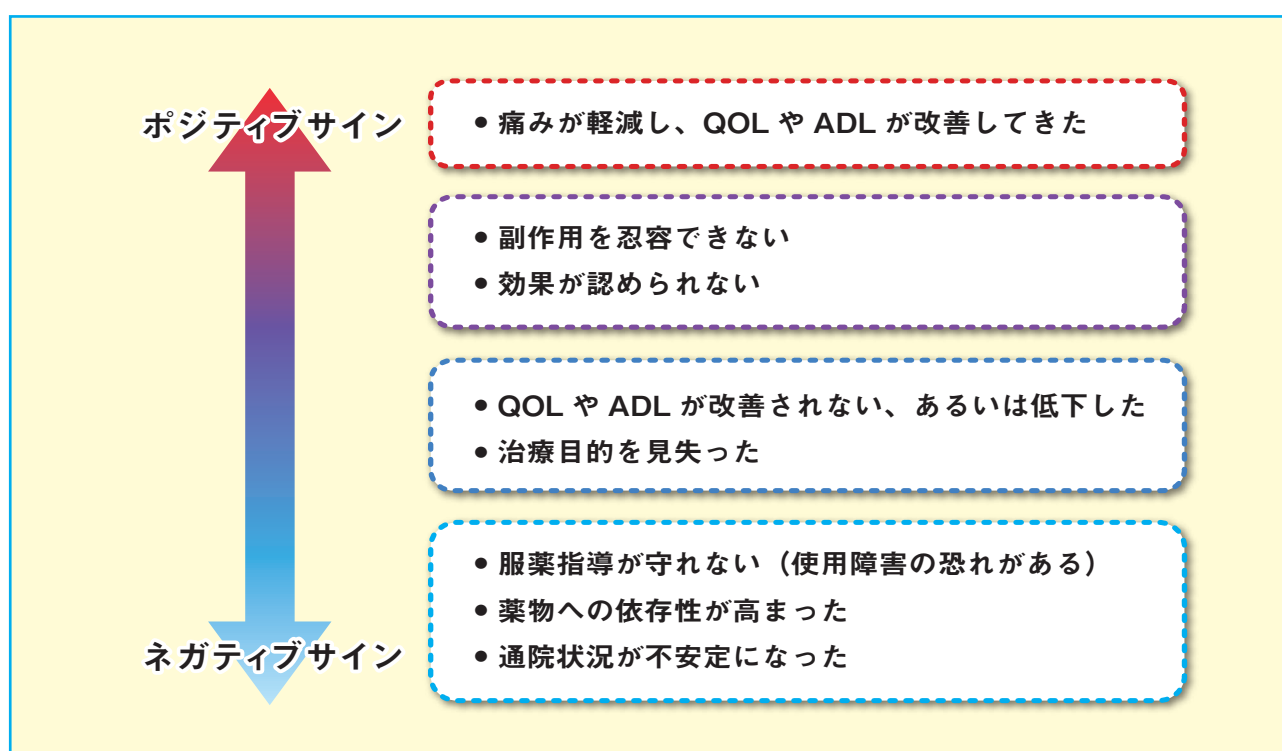 ポジティブサイン
● 痛みが軽減し、QOL や ADL が改善してきた
● 副作用を忍容できない
● 効果が認められない
● QOL や ADL が改善されない、あるいは低下した
● 治療目的を見失った
● 服薬指導が守れない（使用障害の恐れがある）
● 薬物への依存性が高まった
● 通院状況が不安定になった
ネガティブサイン